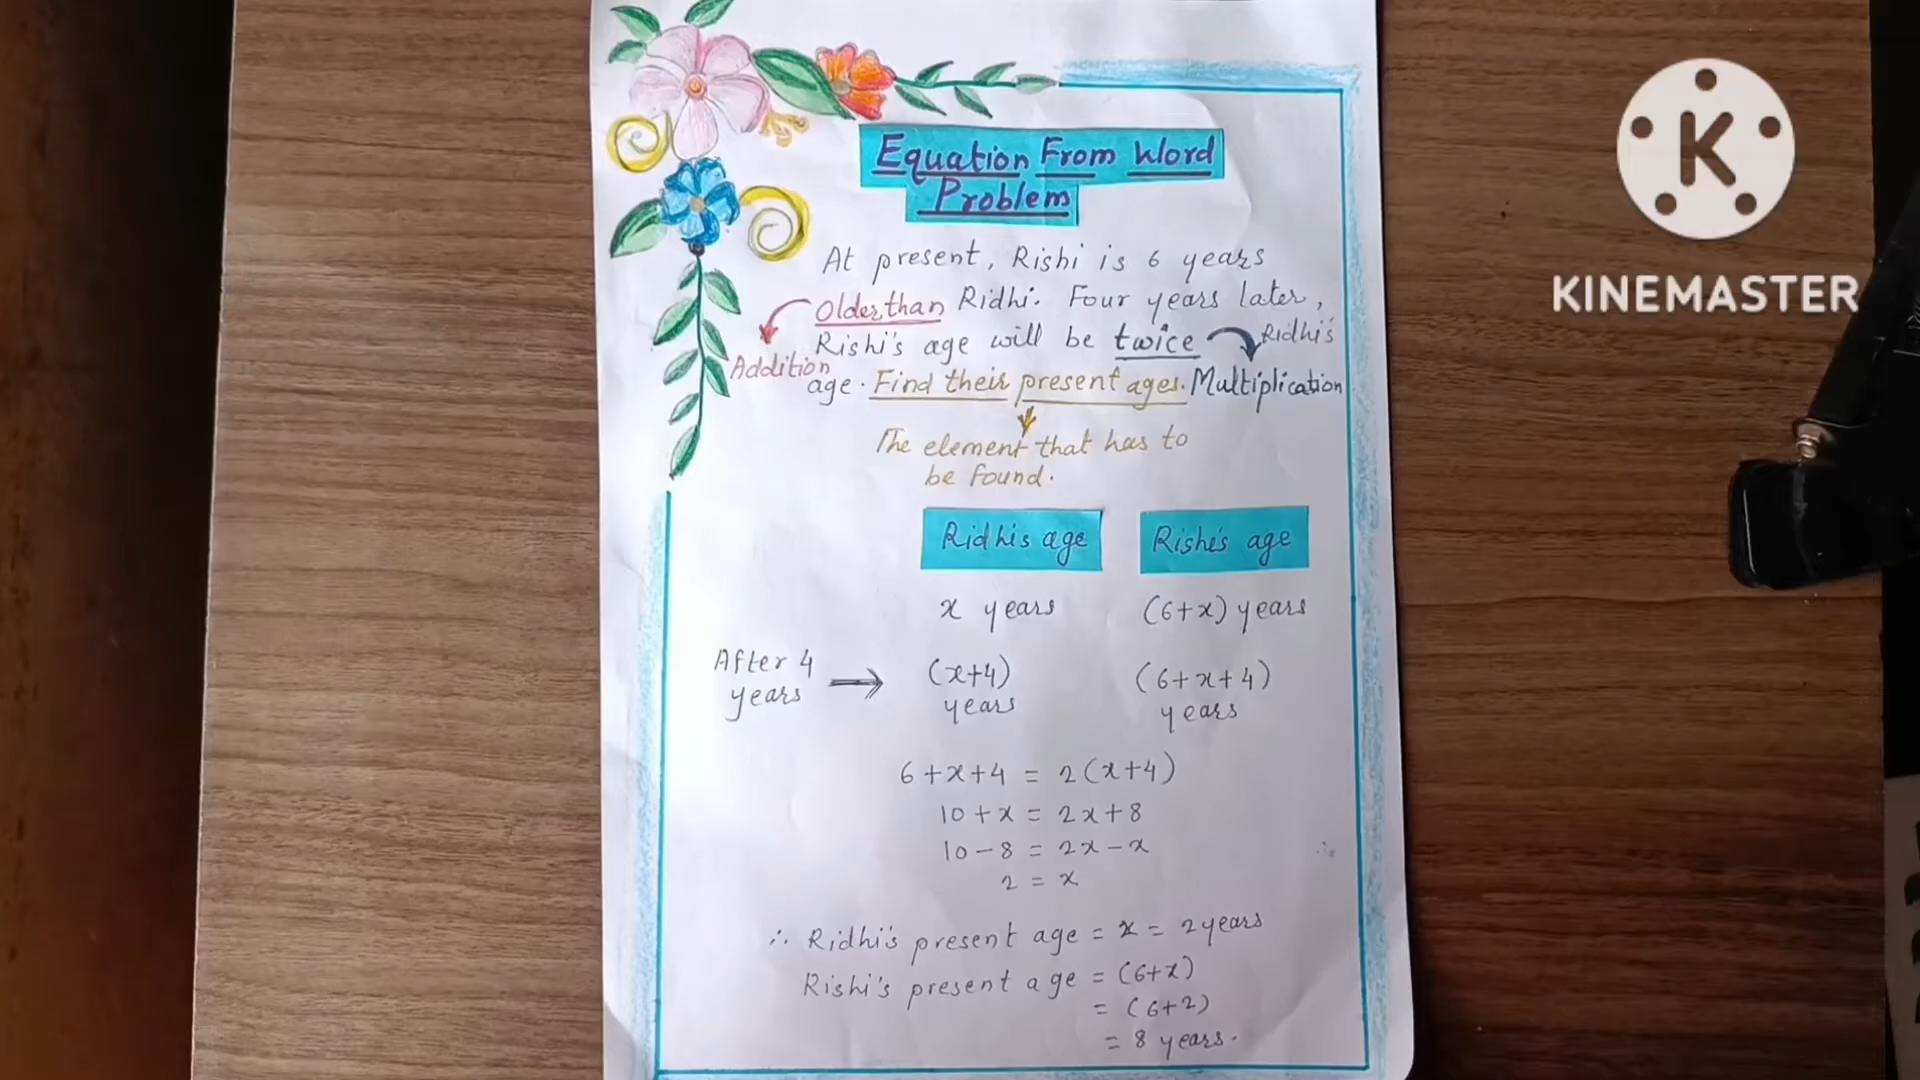 Equation From Word
Problem
At present, Rishi is 6 years
Older than Ridhi. Four years later,
Rishi's age will be twice Ridhi's
Addition
age. Find their present ages. Multiplication
The element that has to
be found.
Ridhi's age Rishi's age
x years (6+x) years
After 4 (x+4) (6+x+4)
years years years
6+x+4 = 2(x+4)
10+x = 2x+8
10-8 = 2x-x
2 = x
∴ Ridhi's present age = x = 2 years
Rishi's present age = (6+x)
= (6+2)
= 8 years.
K
KINEMASTER